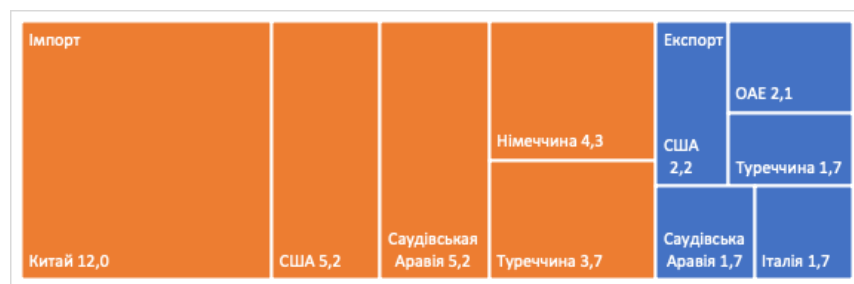 Імпорт
Китай 12,0
США 5,2
Саудівськая
Аравія 5,2
Німеччина 4,3
Туреччина 3,7
Експорт
США
2,2
ОАЕ 2,1
Туреччина 1,7
Саудівська
Аравія 1,7
Італія 1,7